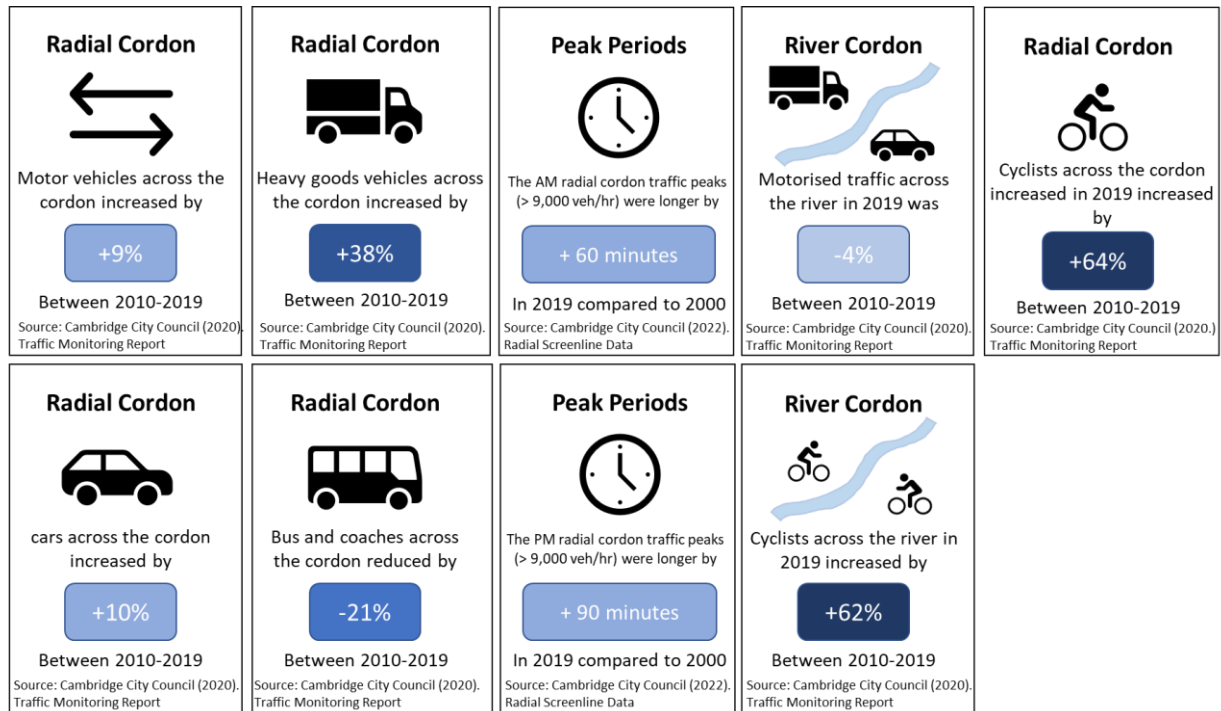 Radial Cordon
Motor vehicles across the
cordon increased by
+9%
Between 2010-2019
Source: Cambridge City Council (2020).
Traffic Monitoring Report
Radial Cordon
Heavy goods vehicles across
the cordon increased by
+38%
Between 2010-2019
Source: Cambridge City Council (2020).
Traffic Monitoring Report
Peak Periods
The AM radial cordon traffic peaks
(> 9,000 veh/hr) were longer by
+ 60 minutes
In 2019 compared to 2000
Source: Cambridge City Council (2022).
Radial Screenline Data
River Cordon
Motorised traffic across
the river in 2019 was
-4%
Between 2010-2019
Source: Cambridge City Council (2020).
Traffic Monitoring Report
Radial Cordon
Cyclists across the cordon
increased in 2019 increased
by
+64%
Between 2010-2019
Source: Cambridge City Council (2020.)
Traffic Monitoring Report
Radial Cordon
cars across the cordon
increased by
+10%
Between 2010-2019
Source: Cambridge City Council (2020).
Traffic Monitoring Report
Radial Cordon
Bus and coaches across
the cordon reduced by
-21%
Between 2010-2019
Source: Cambridge City Council (2020).
Traffic Monitoring Report
Peak Periods
The PM radial cordon traffic peaks
(> 9,000 veh/hr) were longer by
+ 90 minutes
In 2019 compared to 2000
Source: Cambridge City Council (2022).
Radial Screenline Data
River Cordon
Cyclists across the river in
2019 increased by
+62%
Between 2010-2019
Source: Cambridge City Council (2020).
Traffic Monitoring Report